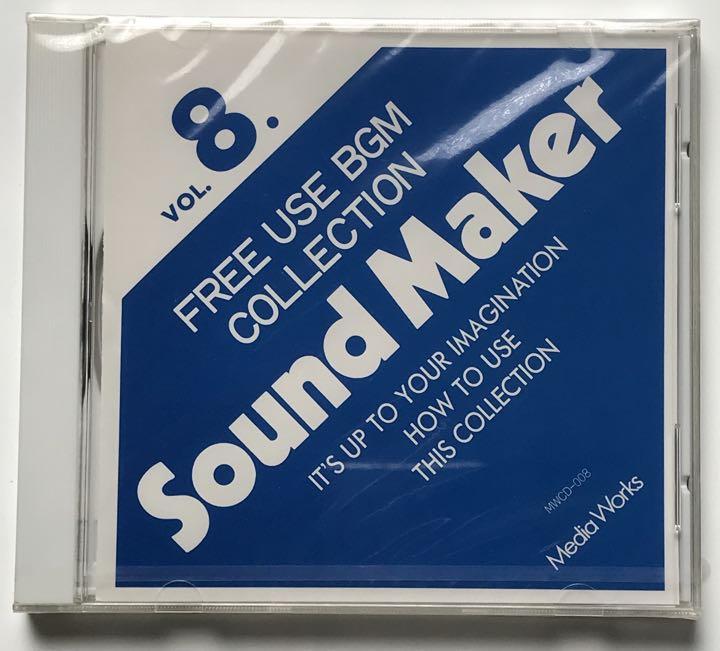 VOL. 8.
FREE USE BGM
COLLECTION
Sound Maker
IT'S UP TO YOUR IMAGINATION
HOW TO USE
THIS COLLECTION
MWCD-008
Media Works